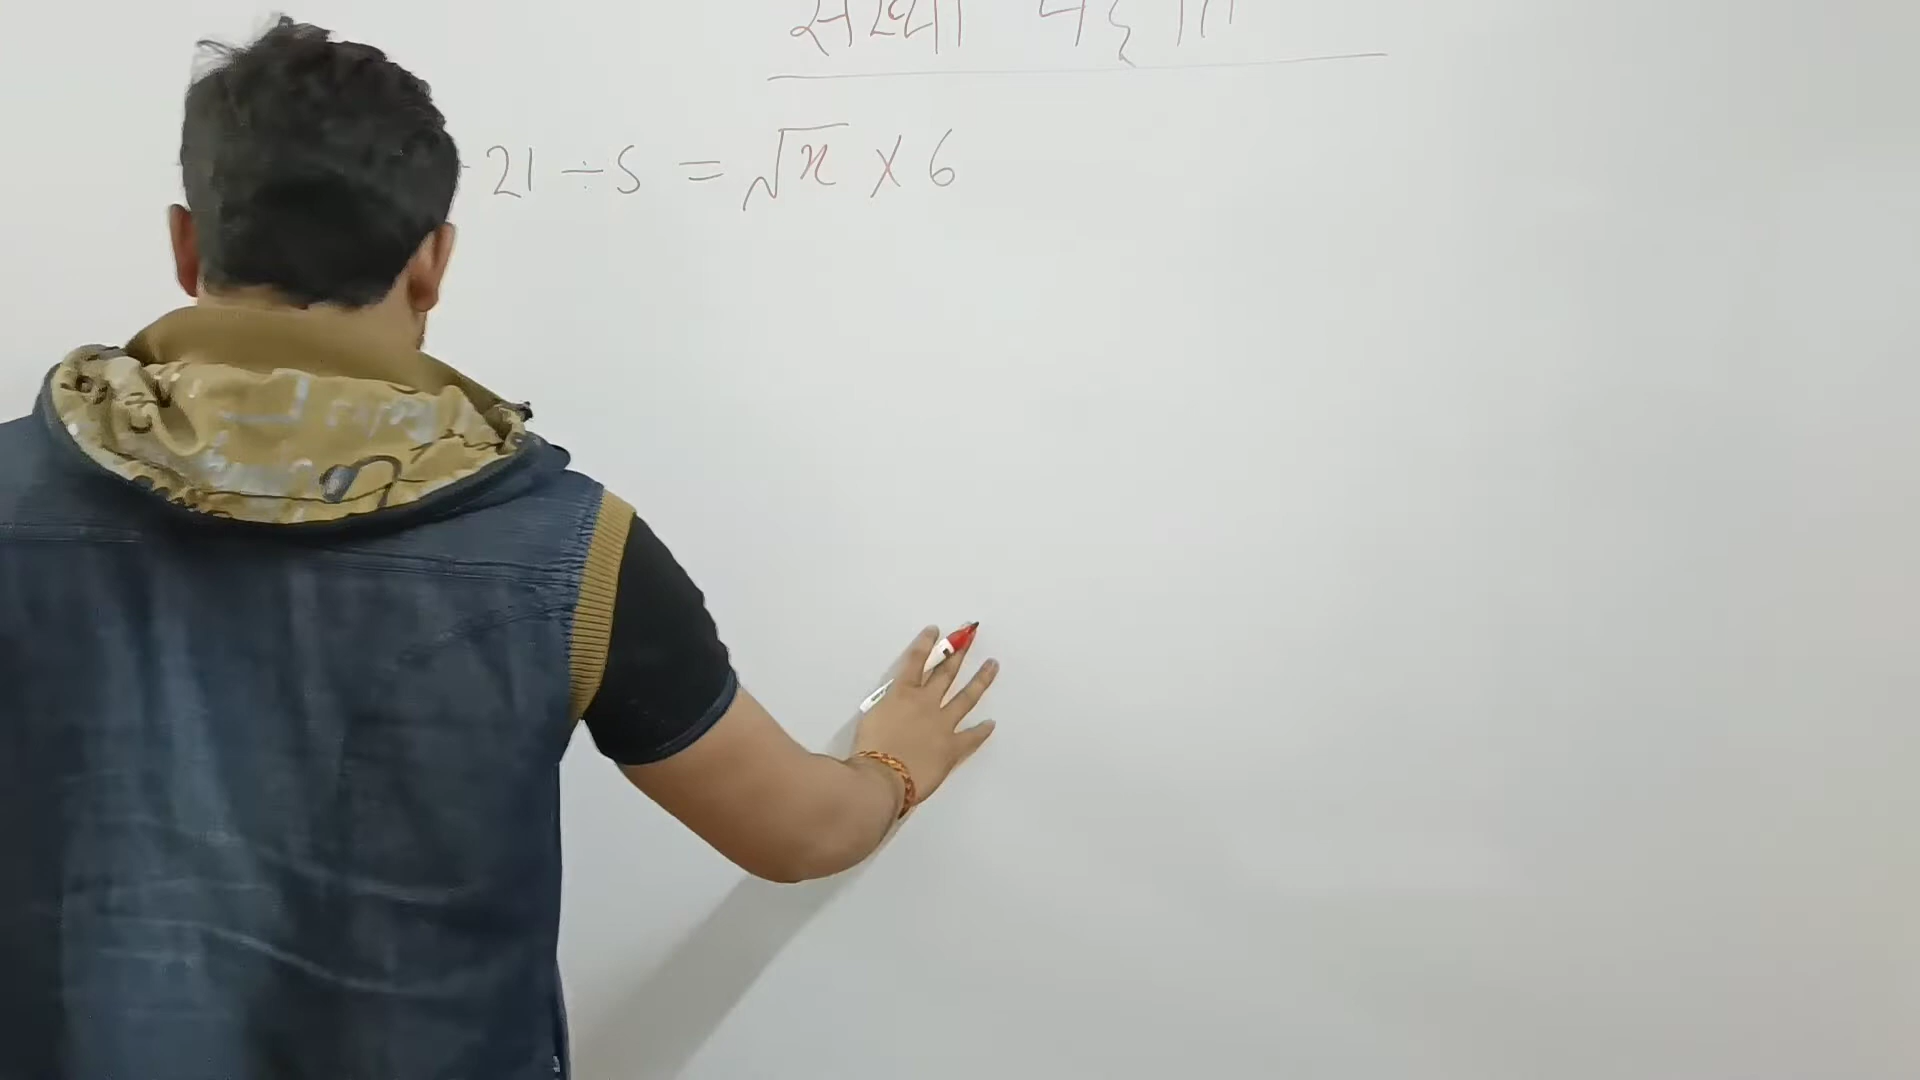 संख्या पद्धति
21 ÷ 5 = √x × 6